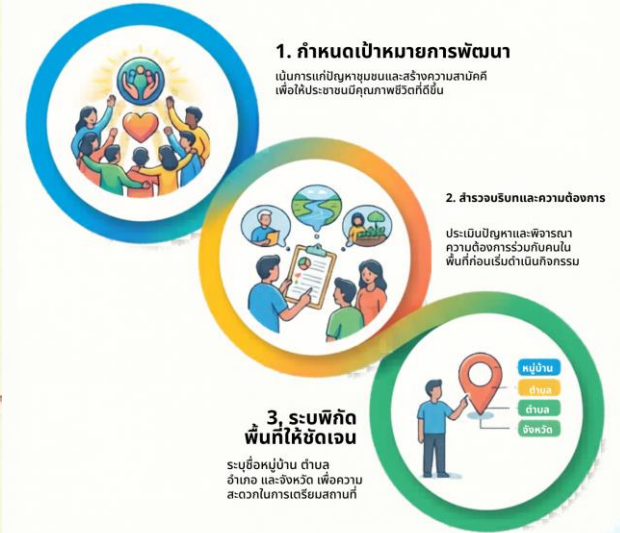 1. กำหนดเป้าหมายการพัฒนา
เน้นการแก้ปัญหาชุมชนและสร้างความสามัคคี
เพื่อให้ประชาชนมีคุณภาพชีวิตที่ดีขึ้น
2. สำรวจบริบทและความต้องการ
ประเมินปัญหาและพิจารณา
ความต้องการร่วมกับคนใน
พื้นที่ก่อนเริ่มดำเนินกิจกรรม
หมู่บ้าน
ตำบล
ตำบล
จังหวัด
3, ระบพิกัด
พื้นที่ให้ชัดเจน
ระบุชื่อหมู่บ้าน ตำบล
อำเภอ และจังหวัด เพื่อความ
สะดวกในการเตรียมสถานที่